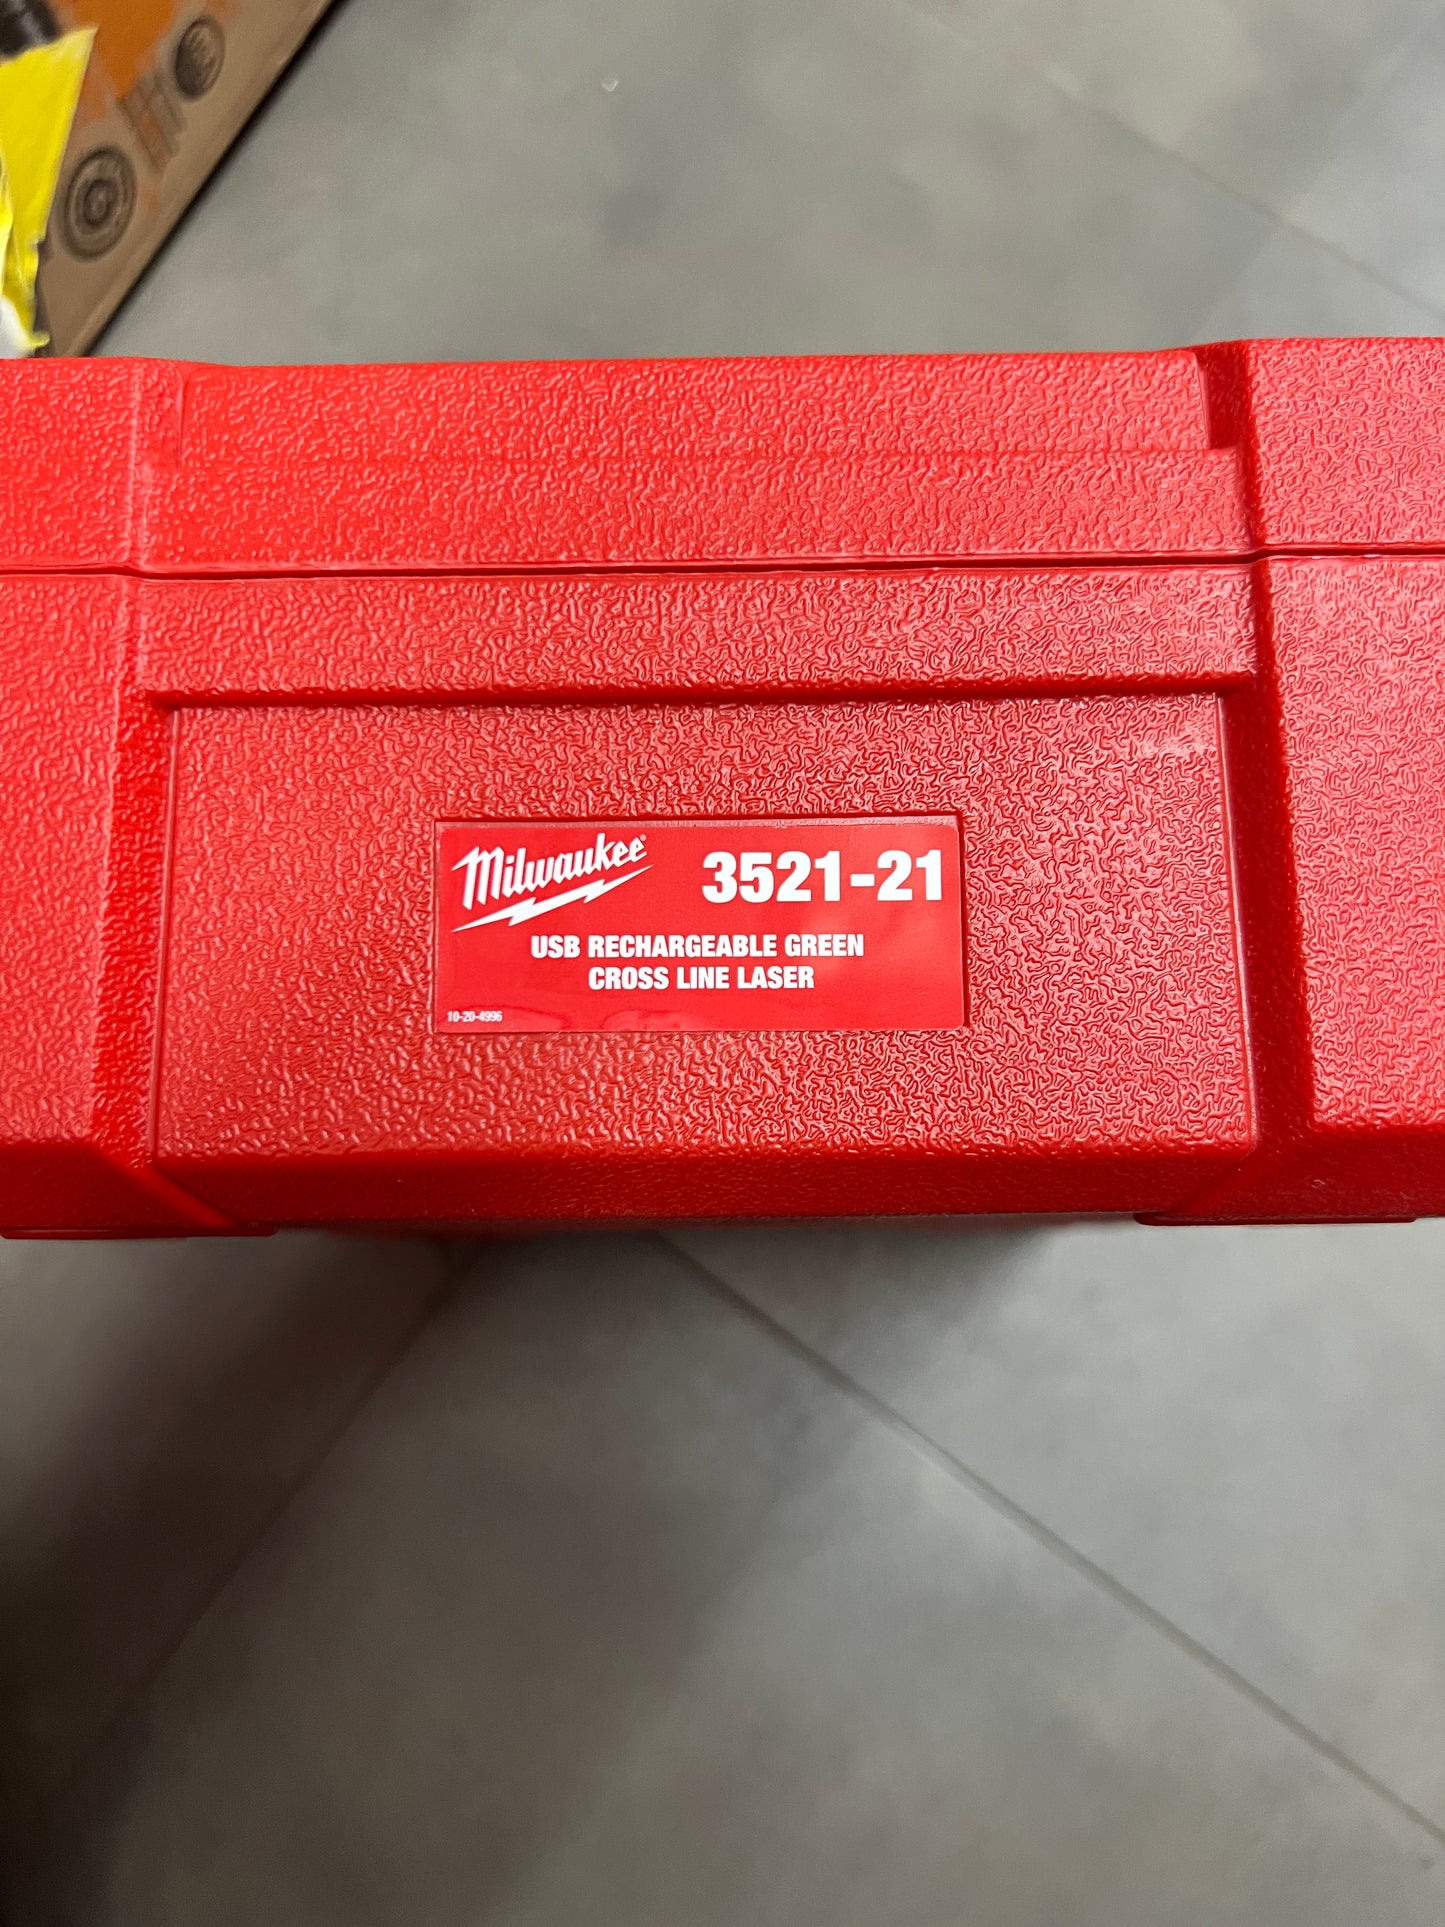 Milwaukee®
3521-21
USB RECHARGEABLE GREEN
CROSS LINE LASER
10-20-4996